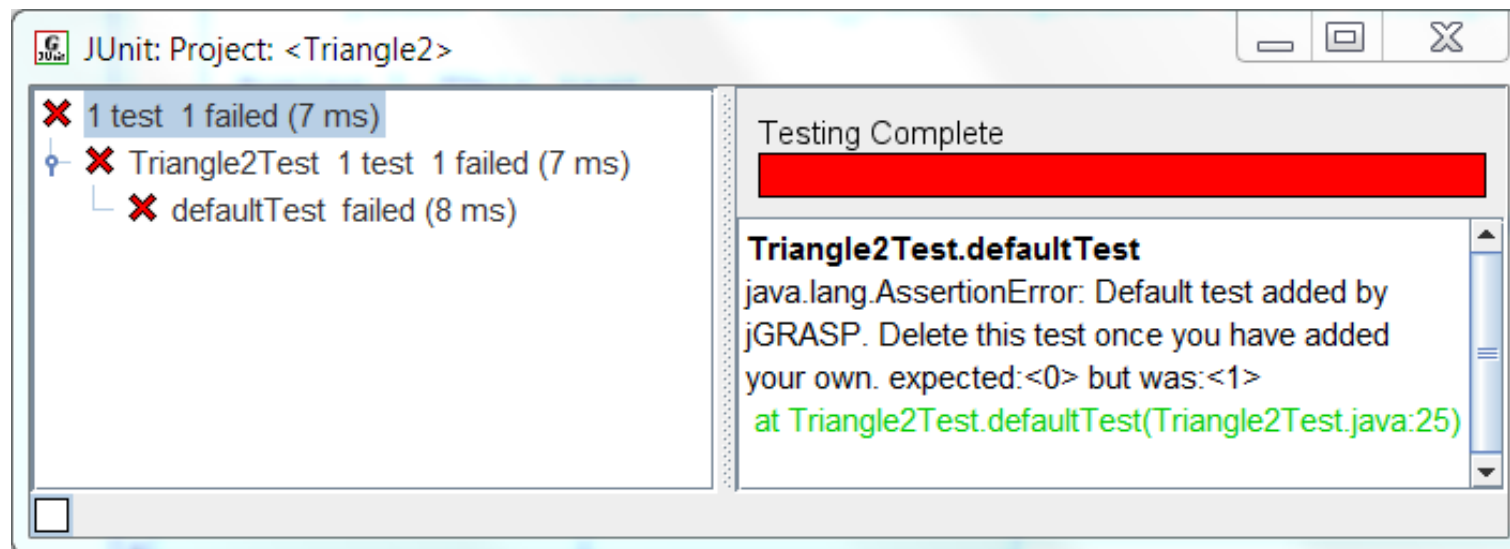 JUnit: Project: <Triangle2>
1 test  1 failed (7 ms)
Triangle2Test  1 test  1 failed (7 ms)
defaultTest  failed (8 ms)
Testing Complete
Triangle2Test.defaultTest
java.lang.AssertionError: Default test added by
jGRASP. Delete this test once you have added
your own. expected:<0> but was:<1>
at Triangle2Test.defaultTest(Triangle2Test.java:25)